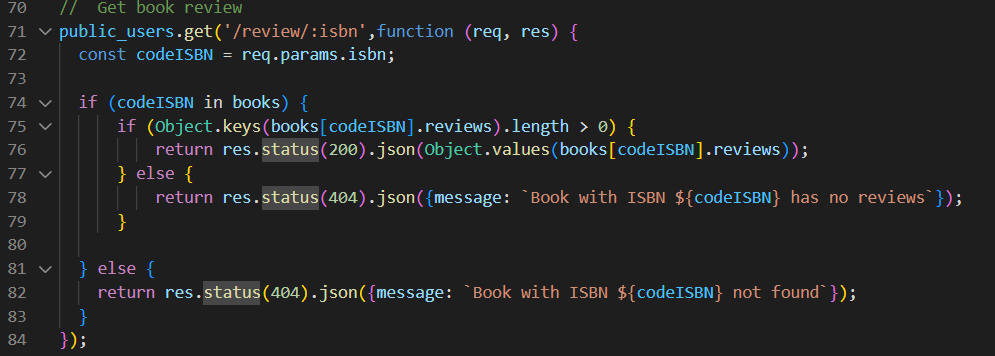 70 //  Get book review
71 public_users.get('/review/:isbn',function (req, res) {
72   const codeISBN = req.params.isbn;
73
74   if (codeISBN in books) {
75       if (Object.keys(books[codeISBN].reviews).length > 0) {
76           return res.status(200).json(Object.values(books[codeISBN].reviews));
77       } else {
78           return res.status(404).json({message: `Book with ISBN ${codeISBN} has no reviews`});
79       }
80
81   } else {
82     return res.status(404).json({message: `Book with ISBN ${codeISBN} not found`});
83   }
84 });